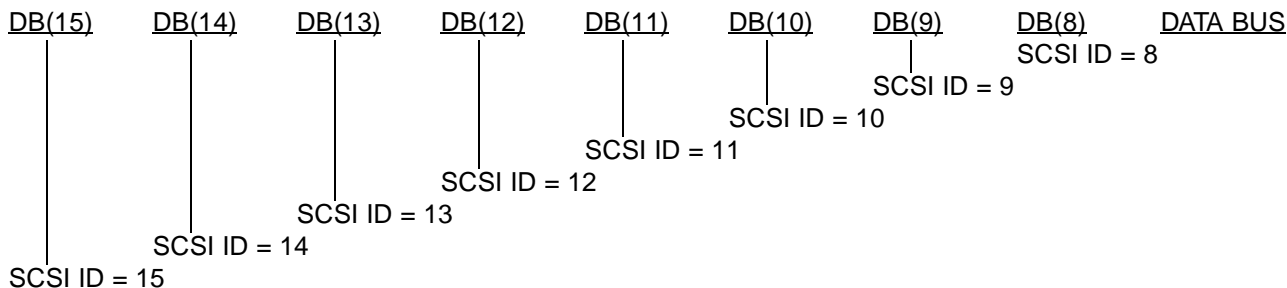 DB(15) DB(14) DB(13) DB(12) DB(11) DB(10) DB(9) DB(8) DATA BUS
SCSI ID = 8
SCSI ID = 9
SCSI ID = 10
SCSI ID = 11
SCSI ID = 12
SCSI ID = 13
SCSI ID = 14
SCSI ID = 15